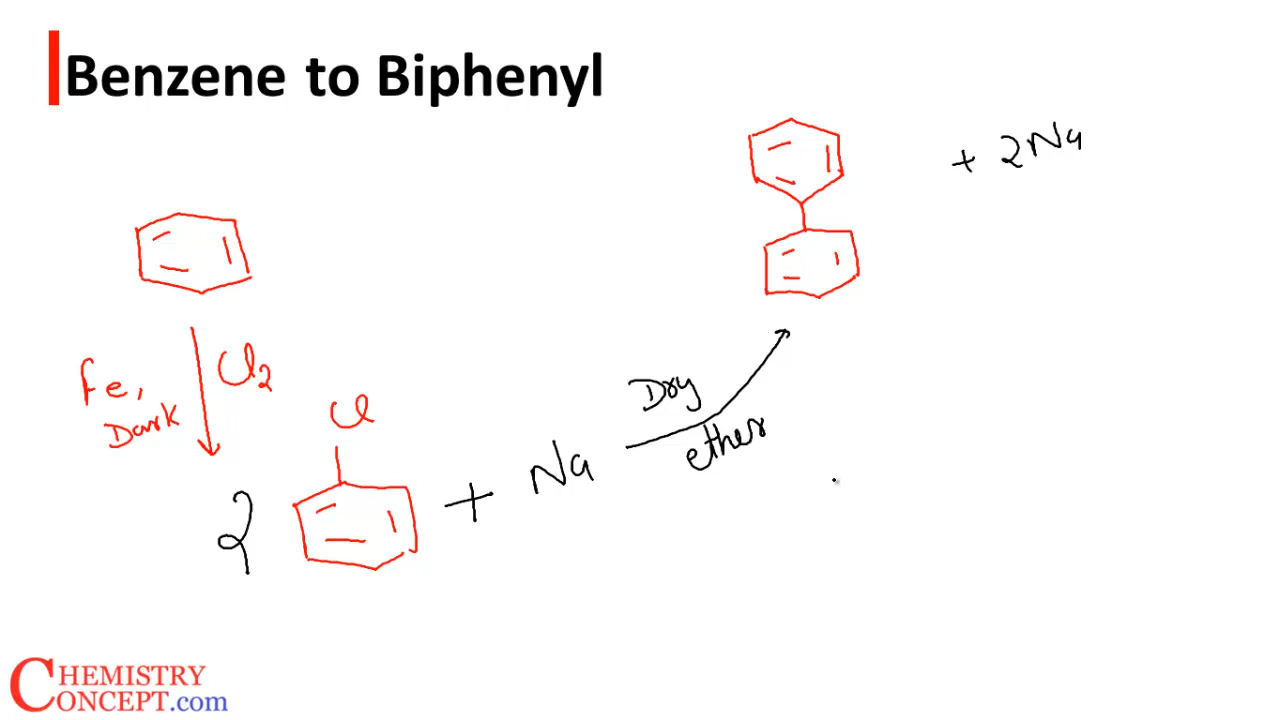 Benzene to Biphenyl
+ 2Na
Fe,
Dark
Cl2
Cl
2
+ Na
Dry
ether
CHEMISTRY
CONCEPT.com